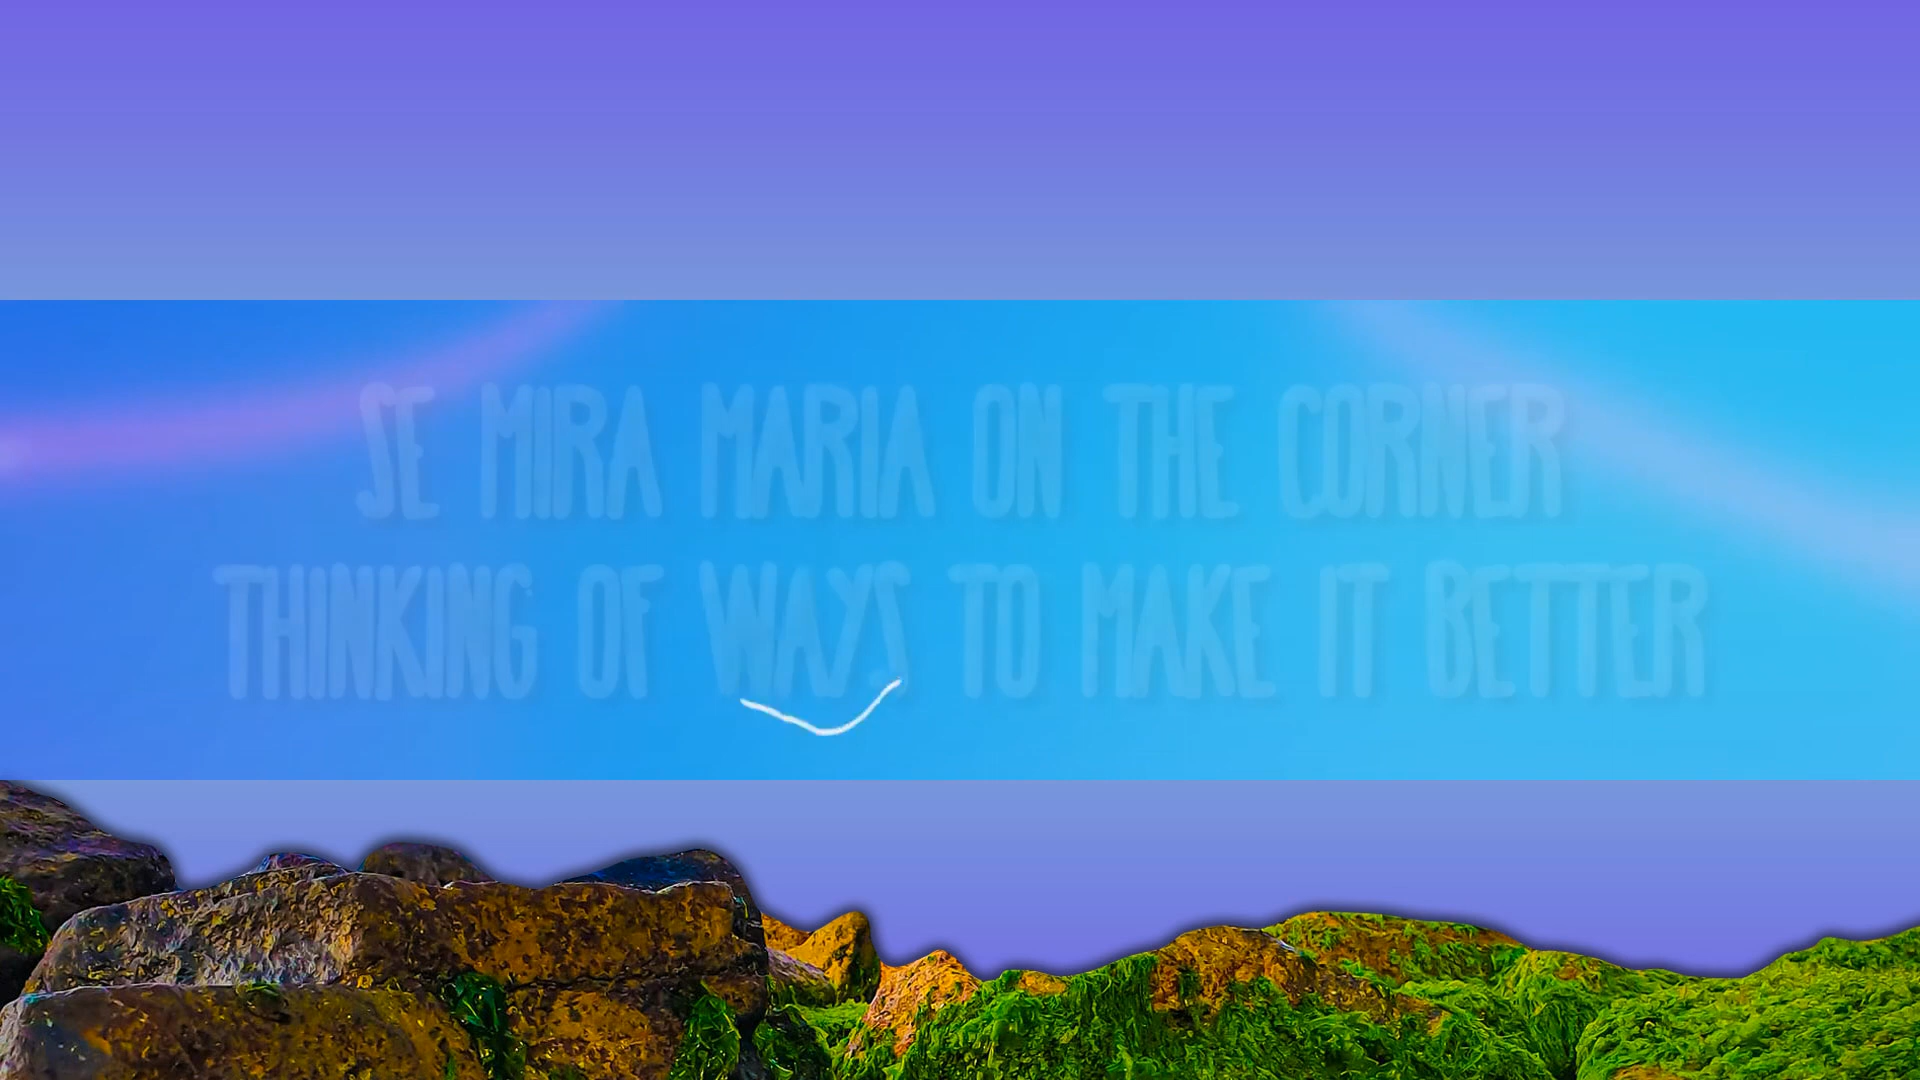 SE MIRA MARIA ON THE CORNER
THINKING OF WAYS TO MAKE IT BETTER